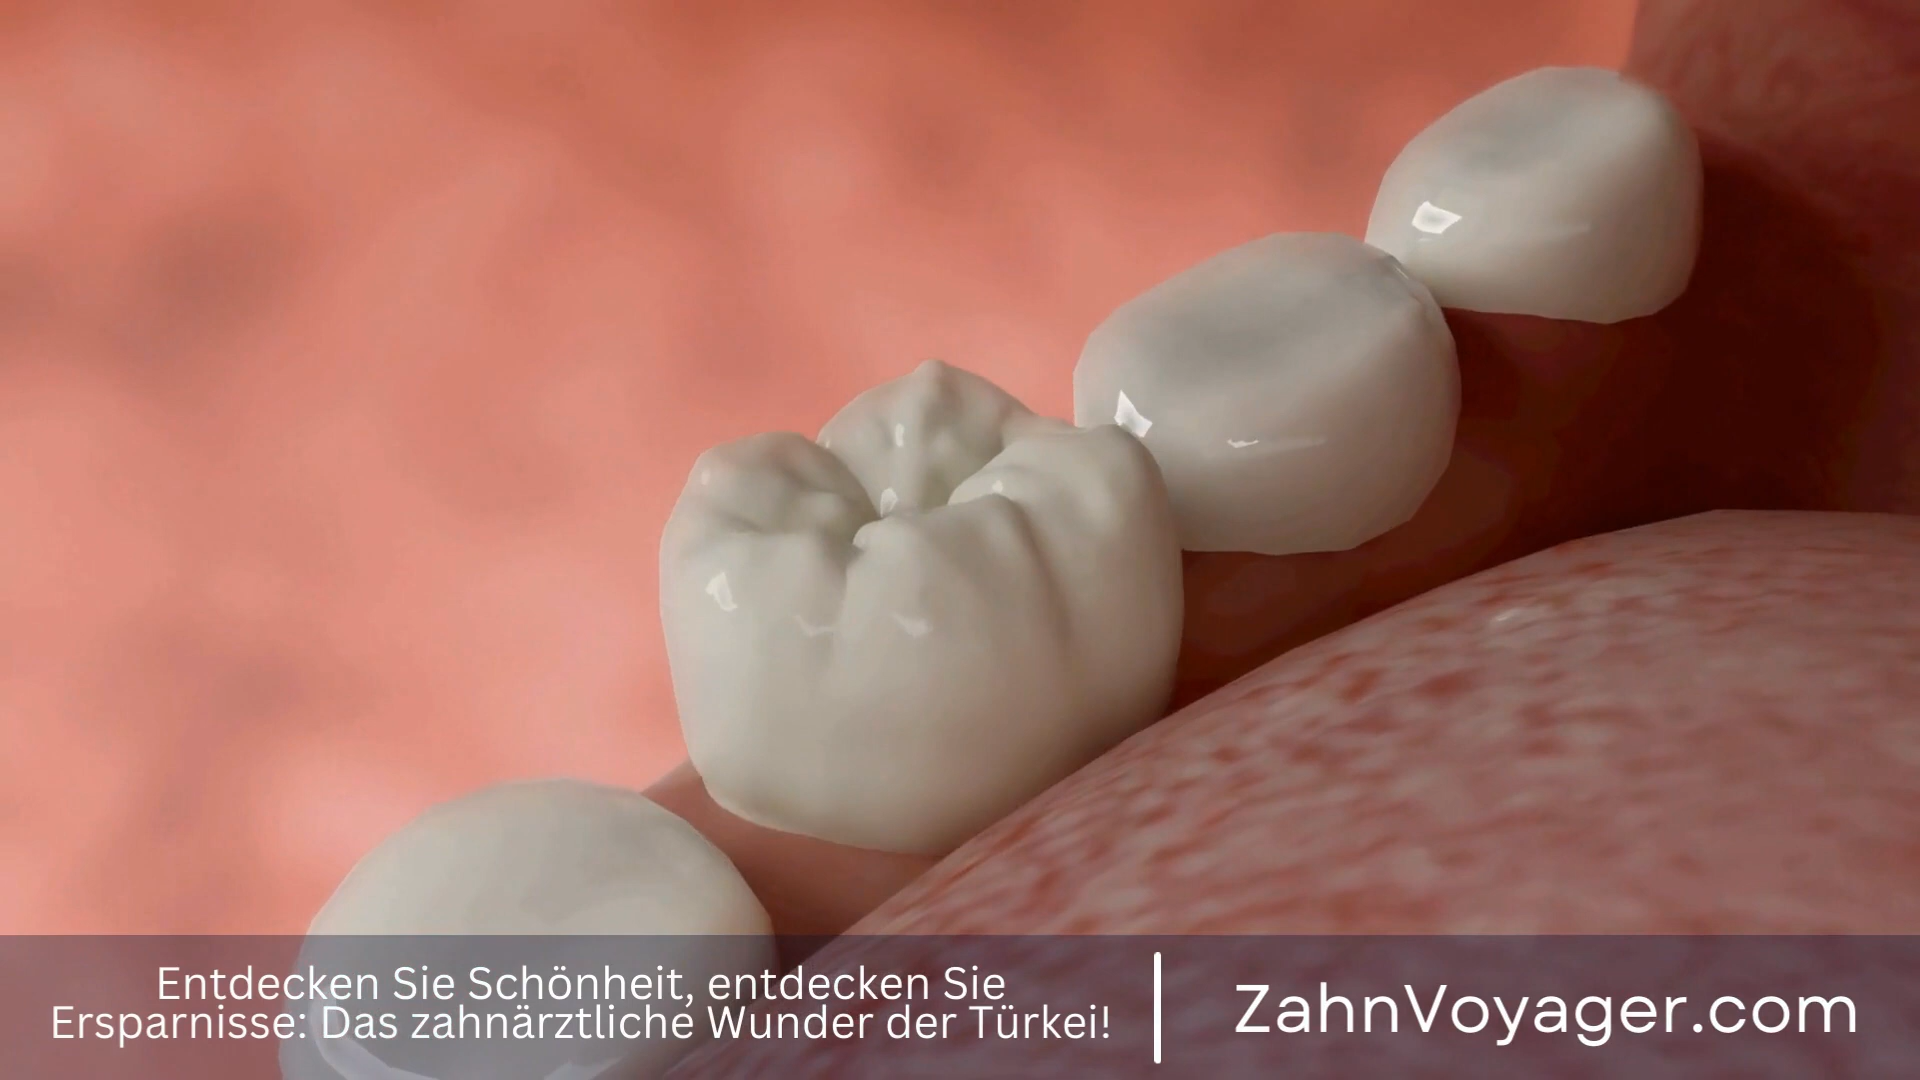 Entdecken Sie Schönheit, entdecken Sie
Ersparnisse: Das zahnärztliche Wunder der Türkei!
ZahnVoyager.com